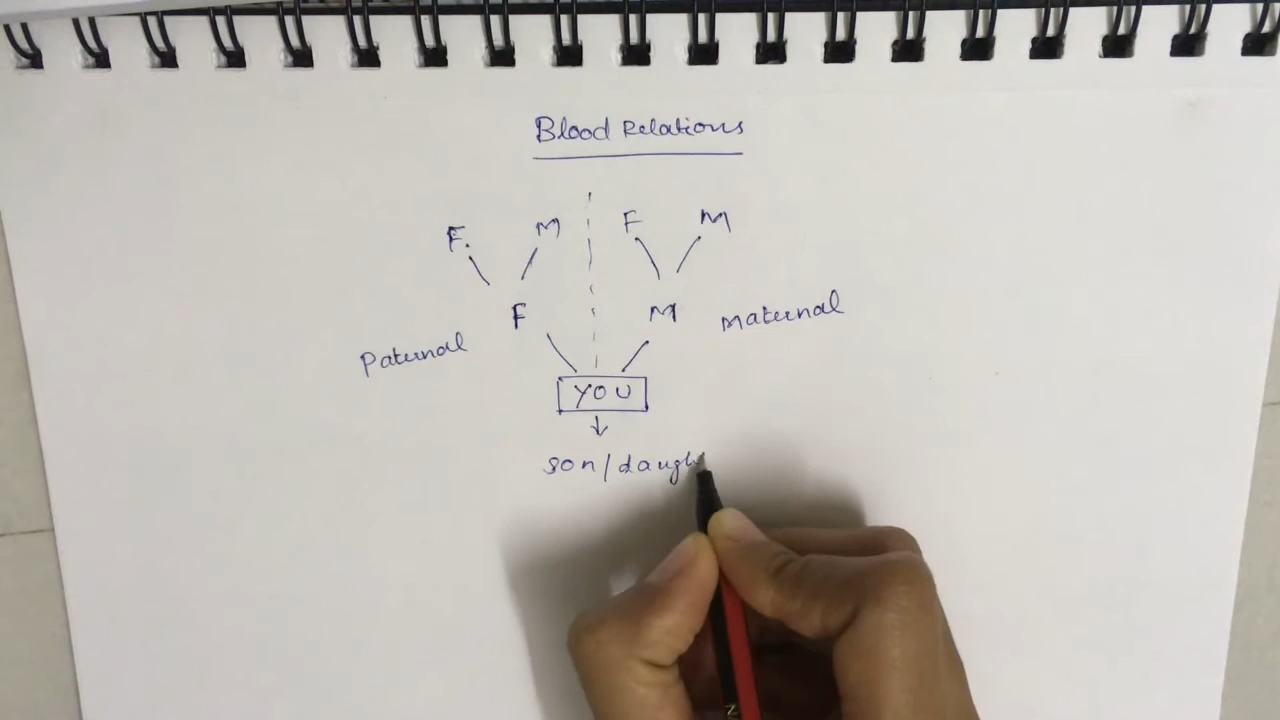 Blood Relations
F. M F M
F M
Paternal Maternal
YOU
son/daugh